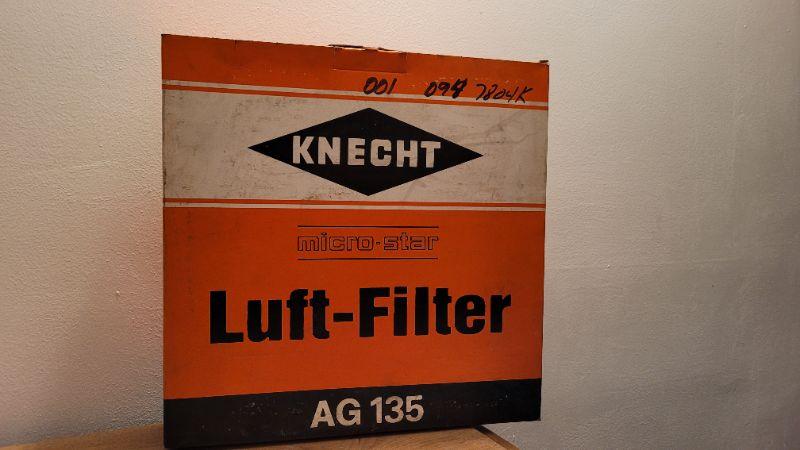 001 094 7804K
KNECHT
micro-star
Luft-Filter
AG 135